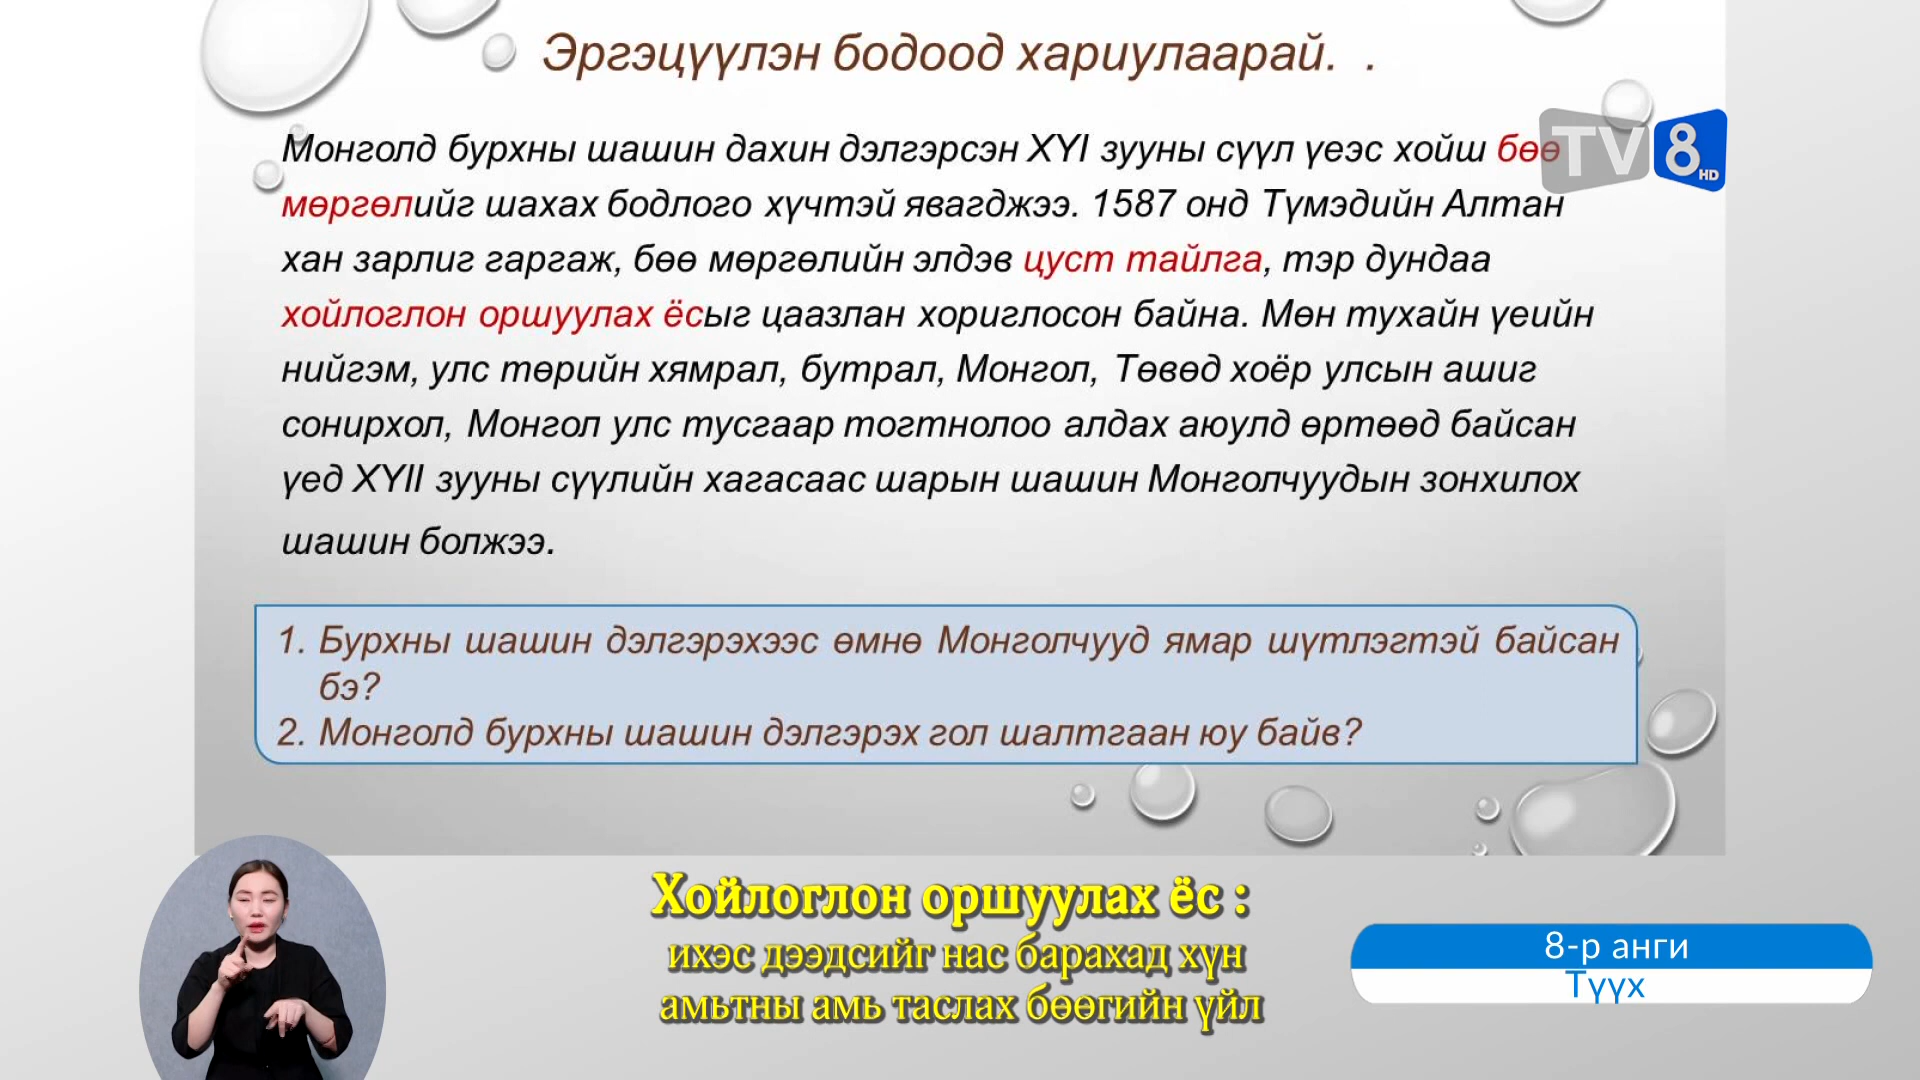 Эргэцүүлэн бодоод хариулаарай. .
Монголд бурхны шашин дахин дэлгэрсэн XYI зууны сүүл үеэс хойш бөө
мөргөлийг шахах бодлого хүчтэй явагджээ. 1587 онд Түмэдийн Алтан
хан зарлиг гаргаж, бөө мөргөлийн элдэв цуст тайлга, тэр дундаа
хойлоглон оршуулах ёсыг цаазлан хориглосон байна. Мөн тухайн үеийн
нийгэм, улс төрийн хямрал, бутрал, Монгол, Төвөд хоёр улсын ашиг
сонирхол, Монгол улс тусгаар тогтнолоо алдах аюулд өртөөд байсан
үед XYII зууны сүүлийн хагасаас шарын шашин Монголчуудын зонхилох
шашин болжээ.
TV8 HD
1. Бурхны шашин дэлгэрэхээс өмнө Монголчууд ямар шүтлэгтэй байсан
бэ?
2. Монголд бурхны шашин дэлгэрэх гол шалтгаан юу байв?
Хойлоглон оршуулах ёс :
ихэс дээдсийг нас барахад хүн
амьтны амь таслах бөөгийн үйл
8-р анги
Түүх